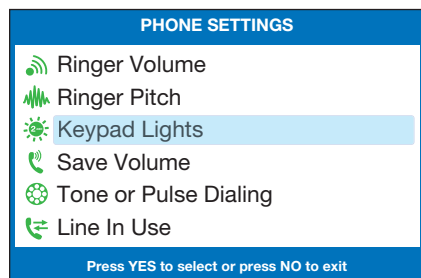 PHONE SETTINGS
Ringer Volume
Ringer Pitch
Keypad Lights
Save Volume
Tone or Pulse Dialing
Line In Use
Press YES to select or press NO to exit